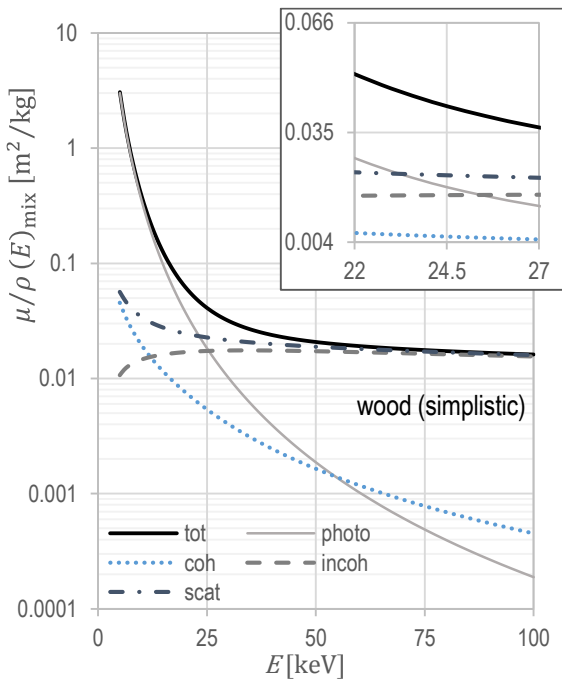 μ/ρ (E)mix [m²/kg]
10
1
0.1
0.01
0.001
0.0001
0.066
0.035
0.004
22 24.5 27
wood (simplistic)
tot photo
coh incoh
scat
0 25 50 75 100
E[keV]